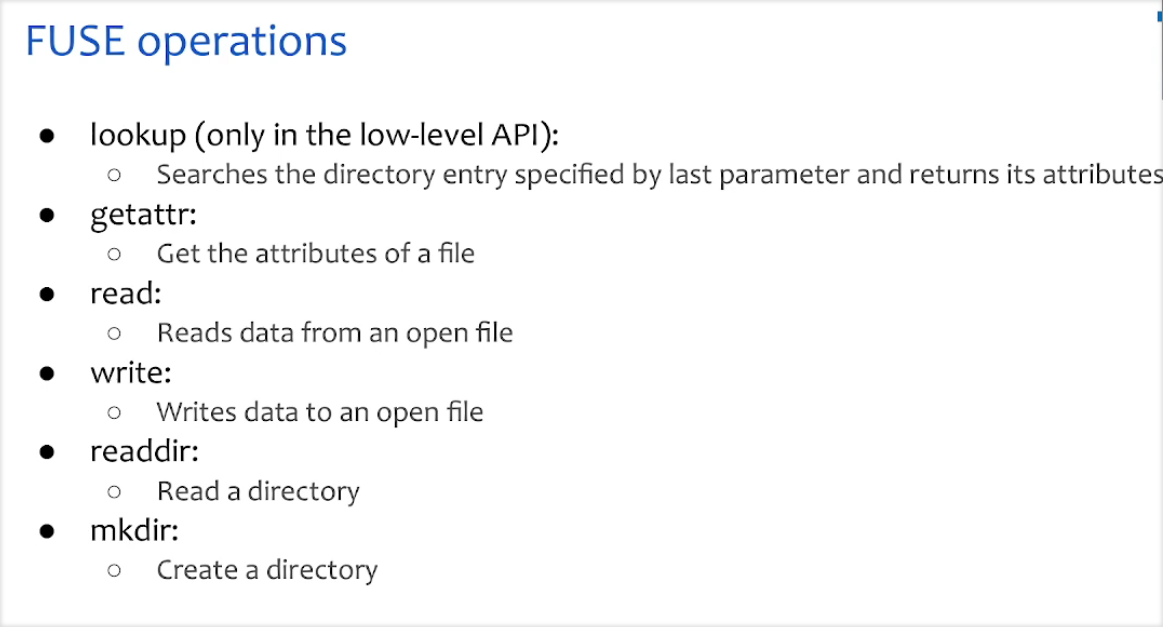 FUSE operations
● lookup (only in the low-level API):
○ Searches the directory entry specified by last parameter and returns its attributes
● getattr:
○ Get the attributes of a file
● read:
○ Reads data from an open file
● write:
○ Writes data to an open file
● readdir:
○ Read a directory
● mkdir:
○ Create a directory